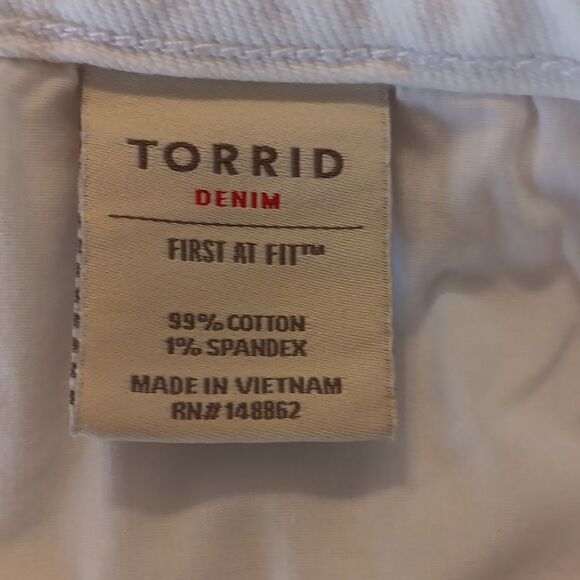 TORRID
DENIM
FIRST AT FIT™
99% COTTON
1% SPANDEX
MADE IN VIETNAM
RN# 148862